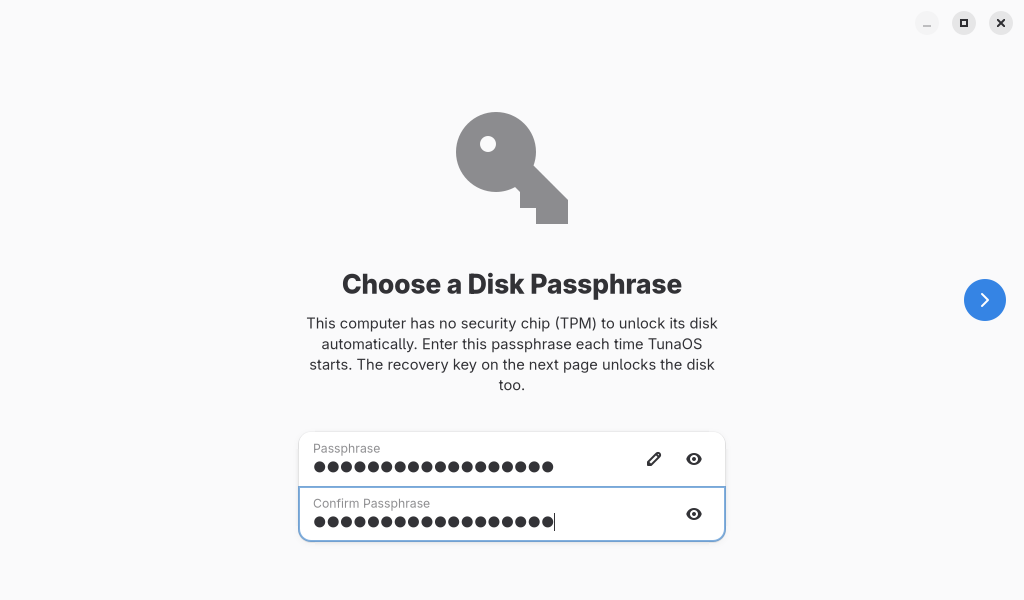 Choose a Disk Passphrase
This computer has no security chip (TPM) to unlock its disk
automatically. Enter this passphrase each time TunaOS
starts. The recovery key on the next page unlocks the disk
too.
Passphrase
●●●●●●●●●●●●●●●●●●
Confirm Passphrase
●●●●●●●●●●●●●●●●●●